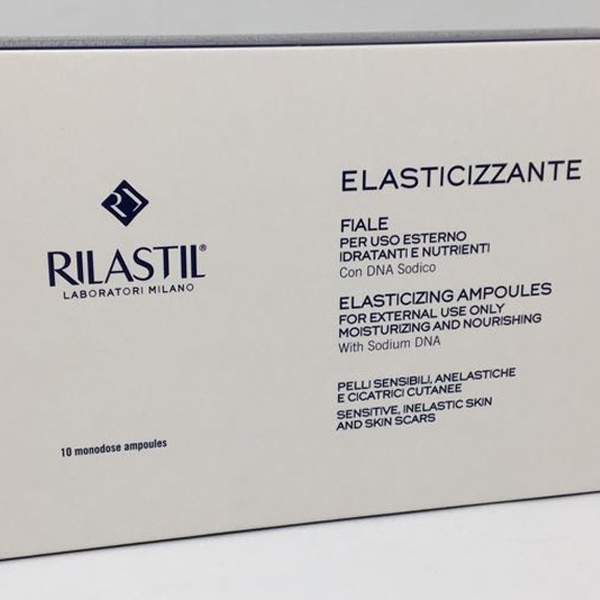 RILASTIL®
LABORATORI MILANO
10 monodose ampoules
ELASTICIZZANTE
FIALE
PER USO ESTERNO
IDRATANTI E NUTRIENTI
Con DNA Sodico
ELASTICIZING AMPOULES
FOR EXTERNAL USE ONLY
MOISTURIZING AND NOURISHING
With Sodium DNA
PELLI SENSIBILI, ANELASTICHE
E CICATRICI CUTANEE
SENSITIVE, INELASTIC SKIN
AND SKIN SCARS